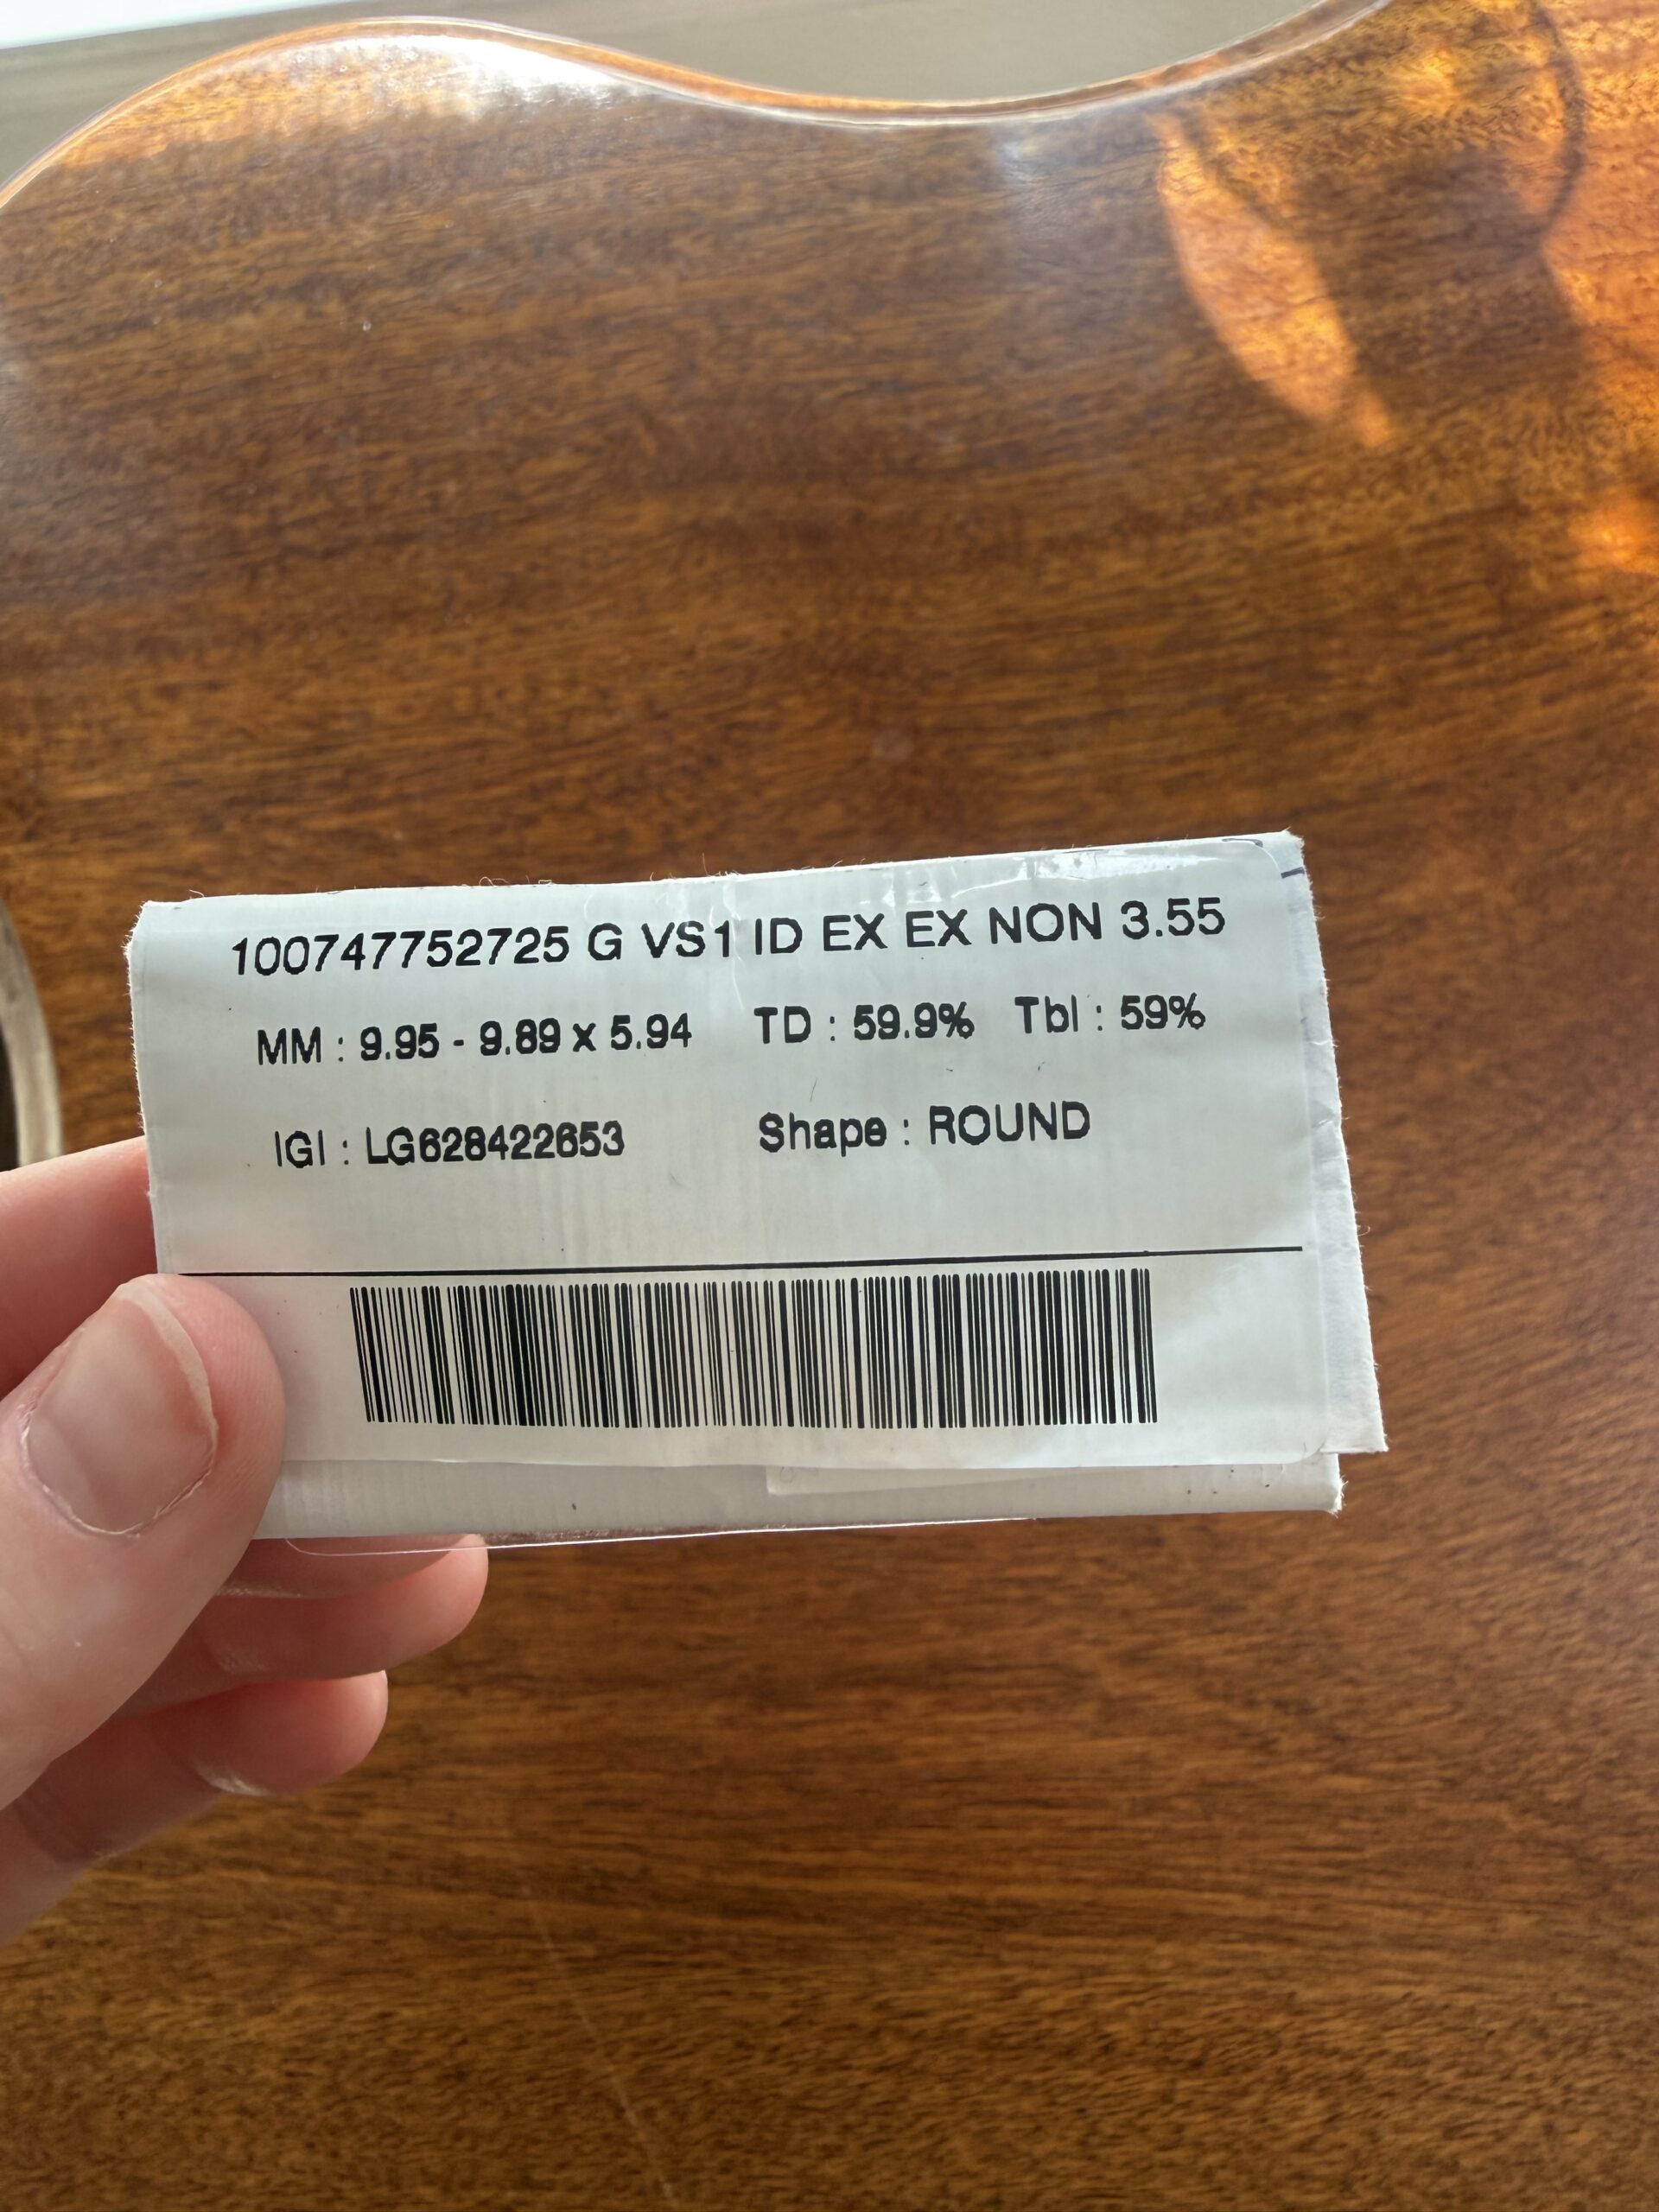 100747752725 G VS1 ID EX EX NON 3.55
MM : 9.95 - 9.89 x 5.94 TD : 59.9% Tbl : 59%
IGI : LG628422653 Shape : ROUND